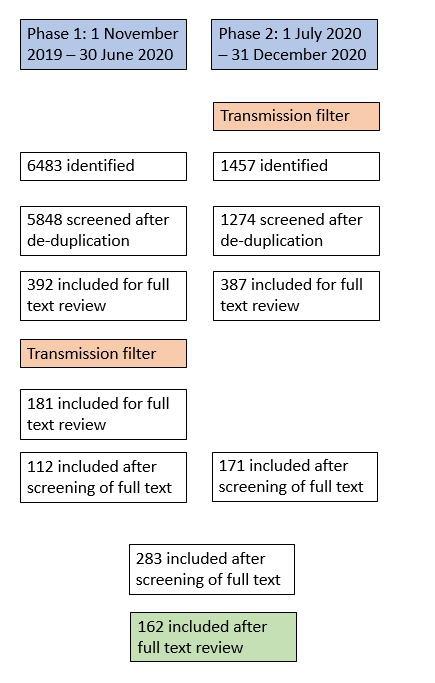 Phase 1: 1 November
2019 – 30 June 2020
Phase 2: 1 July 2020
– 31 December 2020
Transmission filter
6483 identified
1457 identified
5848 screened after
de-duplication
1274 screened after
de-duplication
392 included for full
text review
387 included for full
text review
Transmission filter
181 included for full
text review
112 included after
screening of full text
171 included after
screening of full text
283 included after
screening of full text
162 included after
full text review